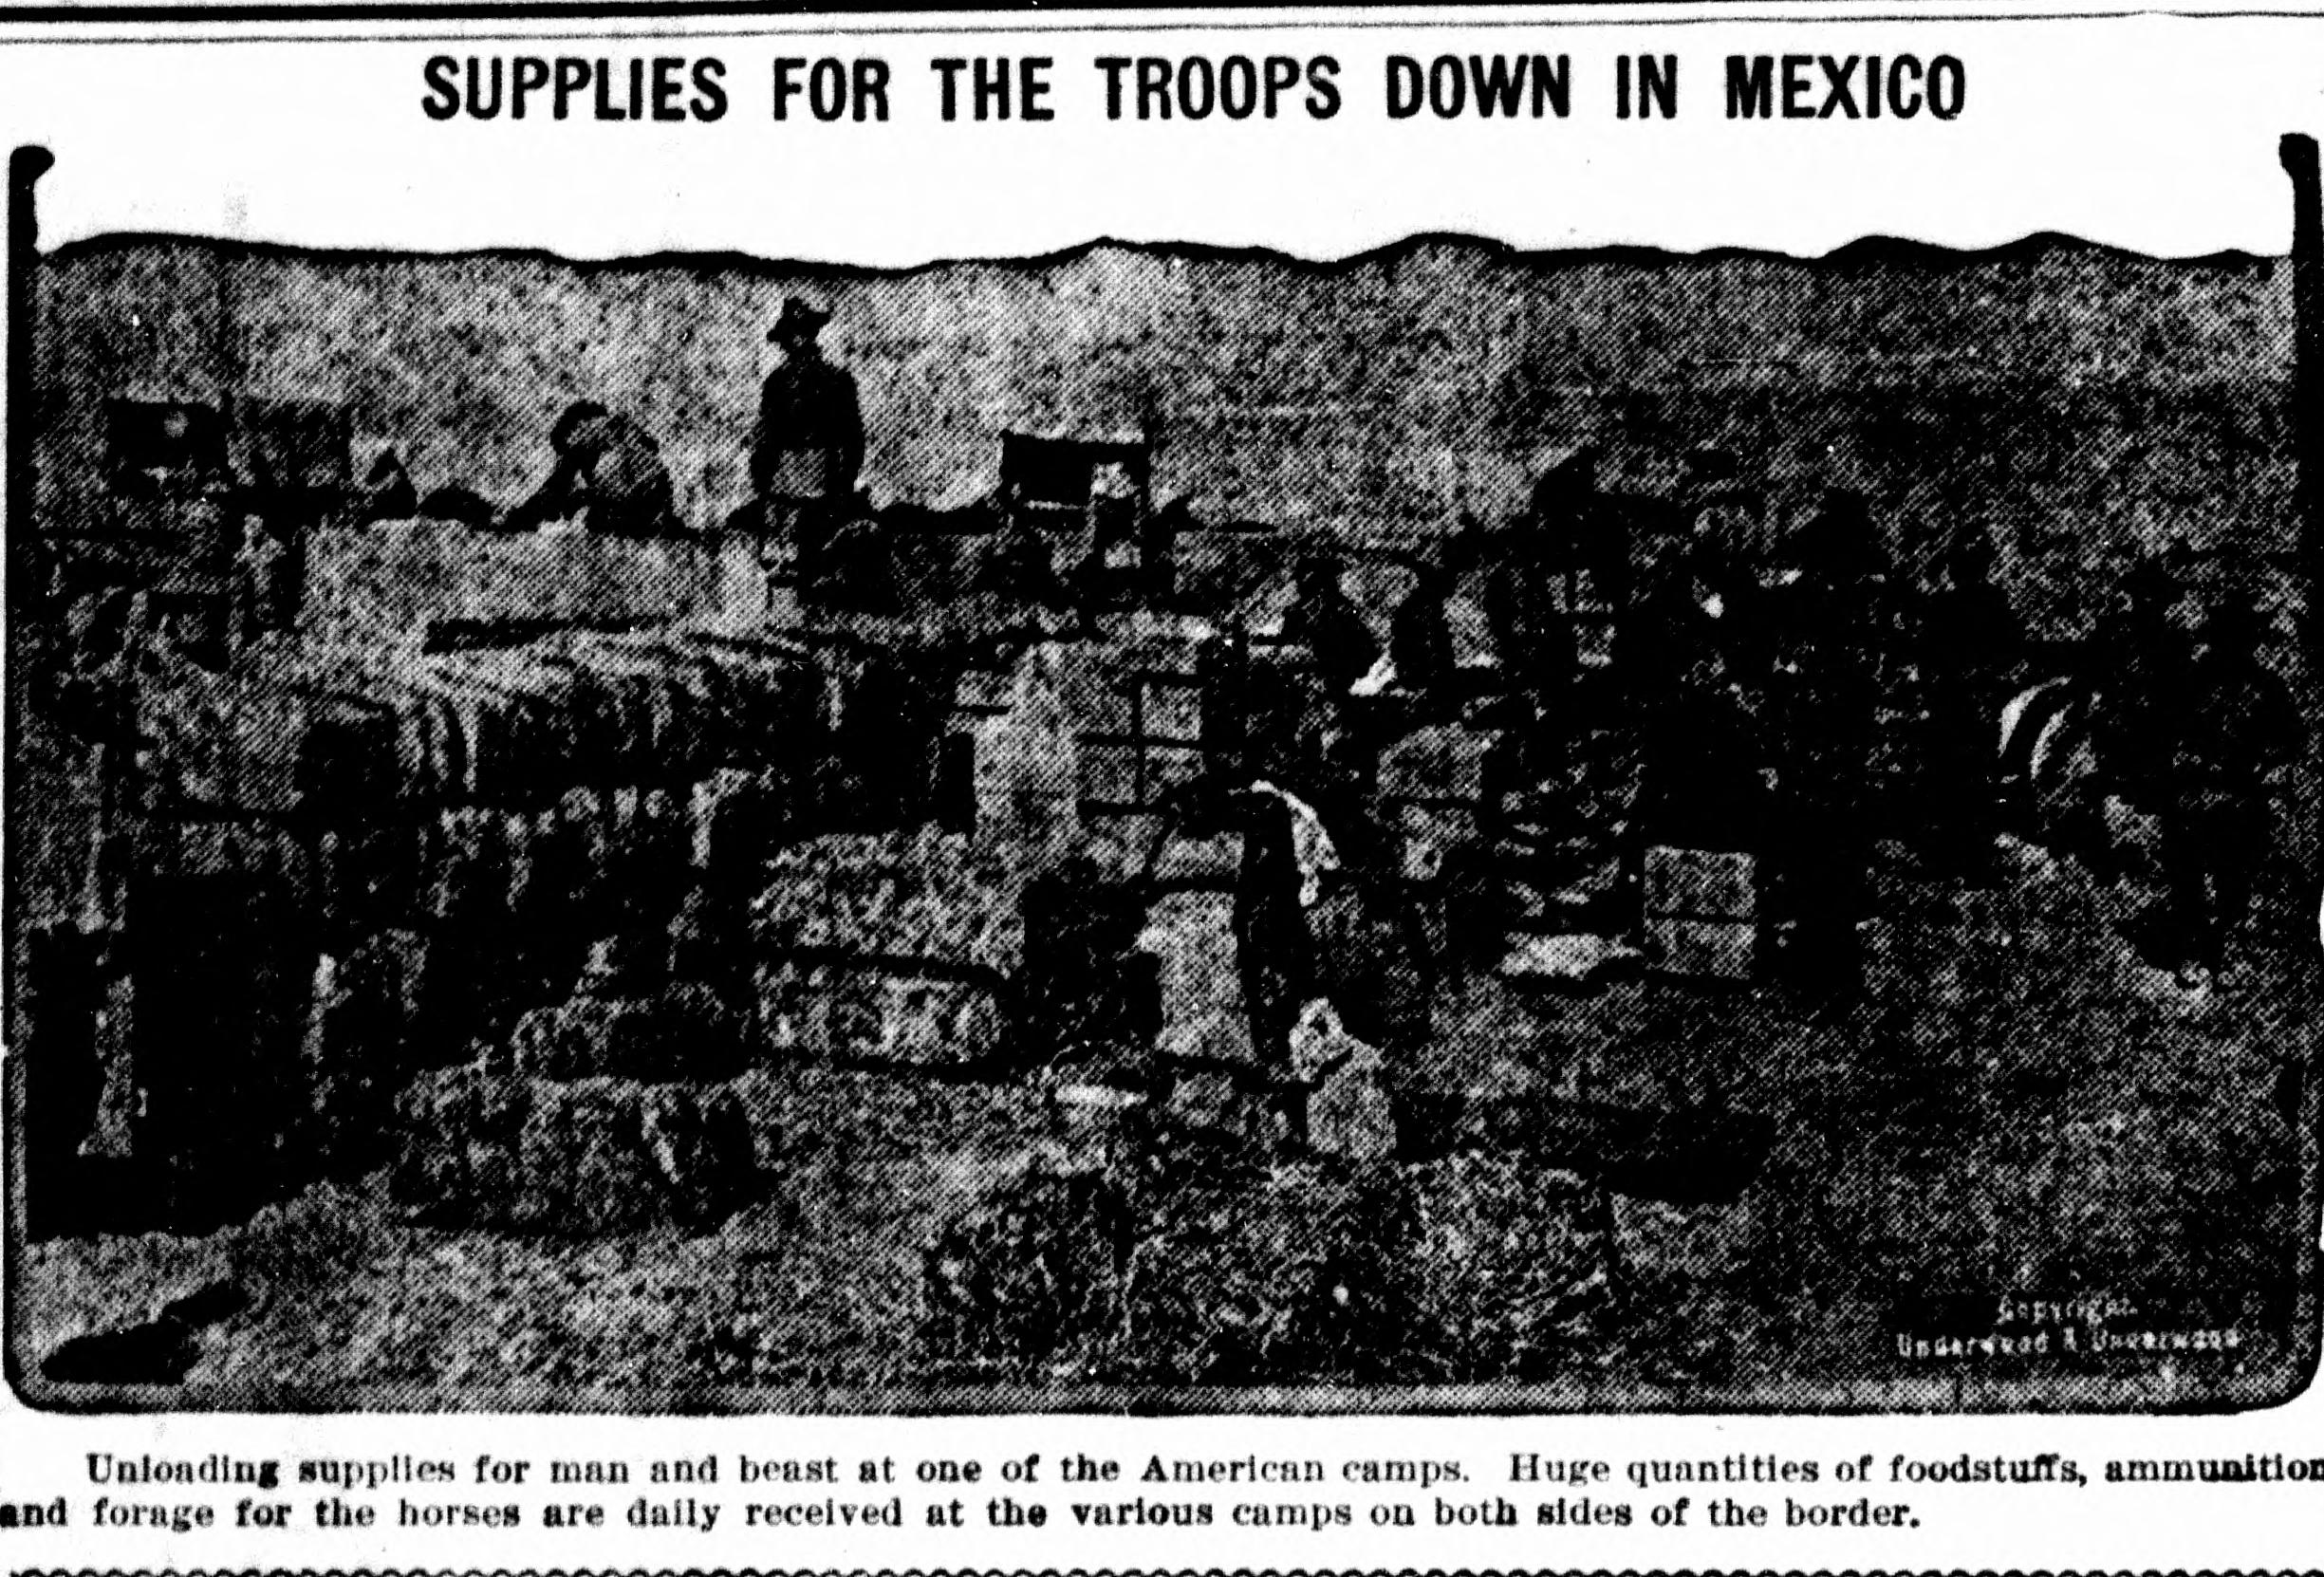 SUPPLIES FOR THE TROOPS DOWN IN MEXICO
Copyright
Underwood & Underwood
Unloading supplies for man and beast at one of the American camps. Huge quantities of foodstuffs, ammunition
and forage for the horses are daily received at the various camps on both sides of the border.